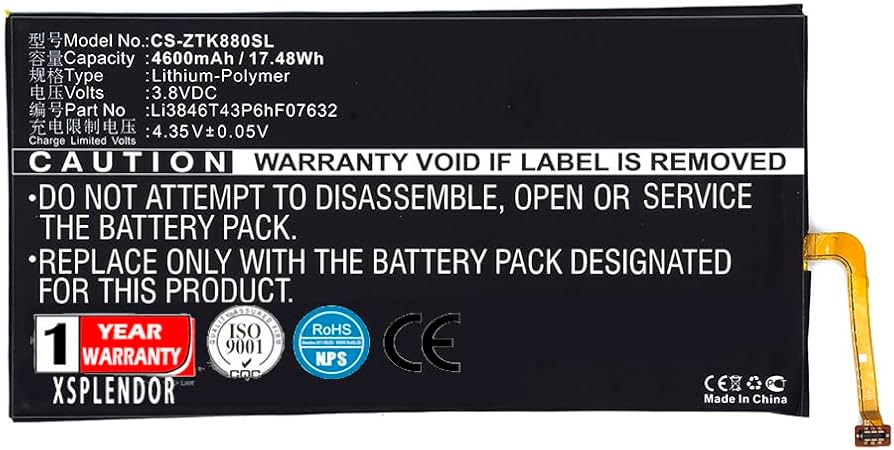 型号Model No.:CS-ZTK880SL
容量Capacity :4600mAh / 17.48Wh
规格Type :Lithium-Polymer
电压Volts :3.8VDC
编号Part No :Li3846T43P6hF07632
充电限制电压:4.35V±0.05V
Charge Limited Volts
CAUTION WARRANTY VOID IF LABEL IS REMOVED
•DO NOT ATTEMPT TO DISASSEMBLE, OPEN OR SERVICE
THE BATTERY PACK.
•REPLACE ONLY WITH THE BATTERY PACK DESIGNATED
FOR THIS PRODUCT.
1 YEAR
WARRANTY
XSPLENDOR
ISO
9001
CQC
RoHS
NPS
CE
CE
Made In China